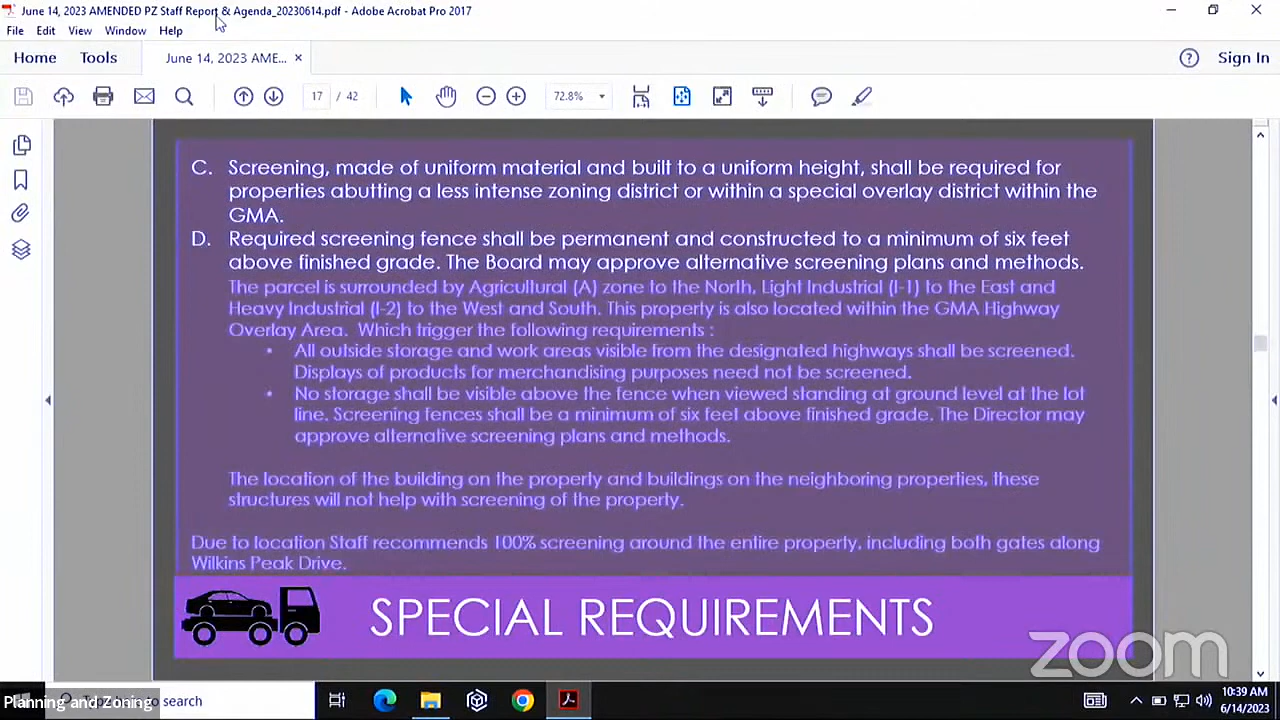 June 14, 2023 AMENDED PZ Staff Report & Agenda_20230614.pdf - Adobe Acrobat Pro 2017
File Edit View Window Help
Home Tools June 14, 2023 AME... × Sign In
17 / 42 72.8%
C. Screening, made of uniform material and built to a uniform height, shall be required for
properties abutting a less intense zoning district or within a special overlay district within the
GMA.
D. Required screening fence shall be permanent and constructed to a minimum of six feet
above finished grade. The Board may approve alternative screening plans and methods.
The parcel is surrounded by Agricultural (A) zone to the North, Light Industrial (I-1) to the East and
Heavy Industrial (I-2) to the West and South. This property is also located within the GMA Highway
Overlay Area. Which trigger the following requirements :
• All outside storage and work areas visible from the designated highways shall be screened.
Displays of products for merchandising purposes need not be screened.
• No storage shall be visible above the fence when viewed standing at ground level at the lot
line. Screening fences shall be a minimum of six feet above finished grade. The Director may
approve alternative screening plans and methods.
The location of the building on the property and buildings on the neighboring properties, these
structures will not help with screening of the property.
Due to location Staff recommends 100% screening around the entire property, including both gates along
Wilkins Peak Drive.
SPECIAL REQUIREMENTS
zoom
Planning and Zoning
to search
10:39 AM
6/14/2023